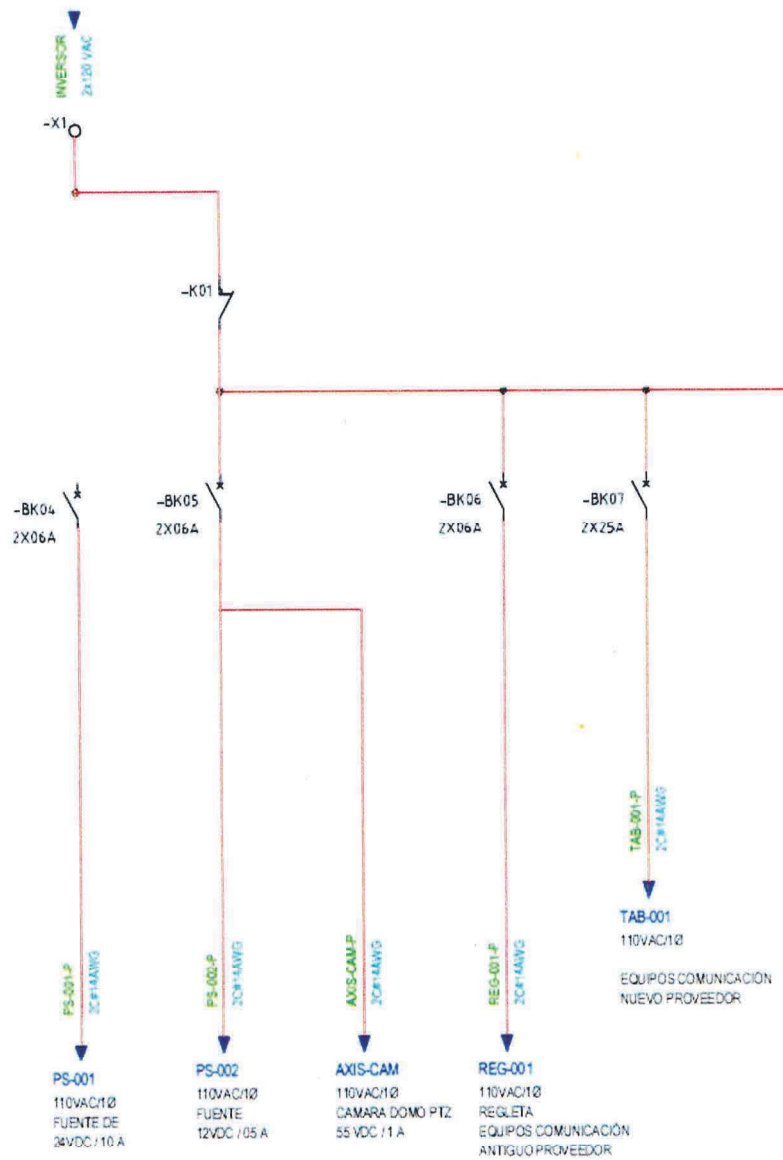 INVERSOR
2x120 VAC
-X1
-K01
-BK04
2X06A
-BK05
2X06A
-BK06
2X06A
-BK07
2X25A
PS-001-P
2C#14AWG
PS-002-P
2C#14AWG
AXIS-CAM-P
2C#14AWG
REG-001-P
2C#14AWG
TAB-001-P
2C#14AWG
TAB-001
110VAC/1Ø
EQUIPOS COMUNICACIÓN
NUEVO PROVEEDOR
PS-001
110VAC/1Ø
FUENTE DE
24VDC / 10 A
PS-002
110VAC/1Ø
FUENTE
12VDC / 05 A
AXIS-CAM
110VAC/1Ø
CAMARA DOMO PTZ
55 VDC / 1 A
REG-001
110VAC/1Ø
REGLETA
EQUIPOS COMUNICACIÓN
ANTIGUO PROVEEDOR